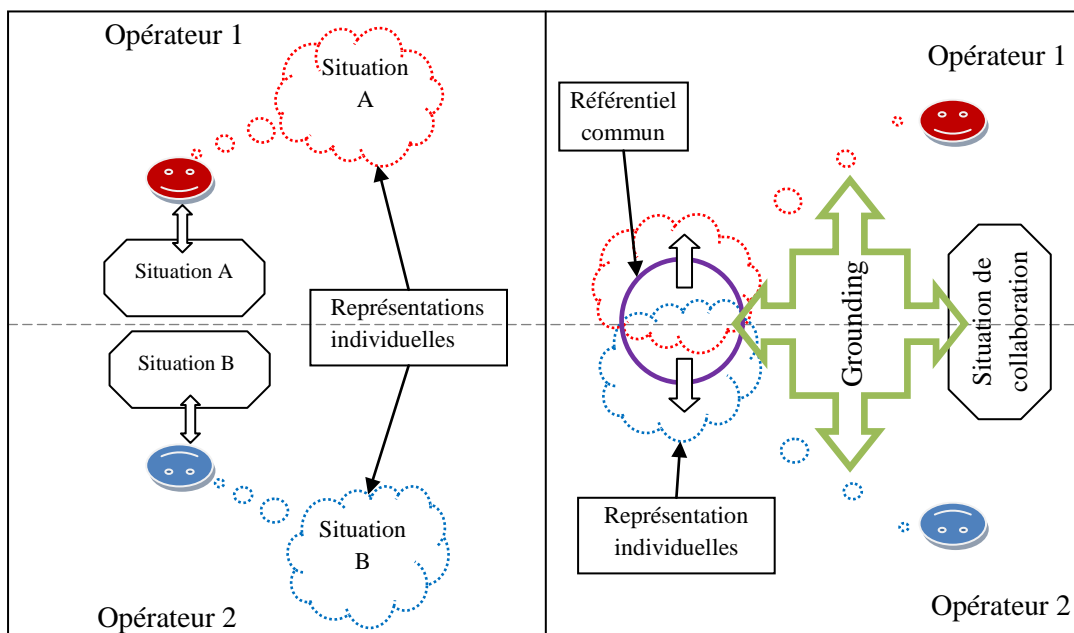 Opérateur 1
Situation
A
Situation A
Représentations
individuelles
Situation B
Situation
B
Opérateur 2
Opérateur 1
Référentiel
commun
Grounding
Situation de
collaboration
Représentation
individuelles
Opérateur 2